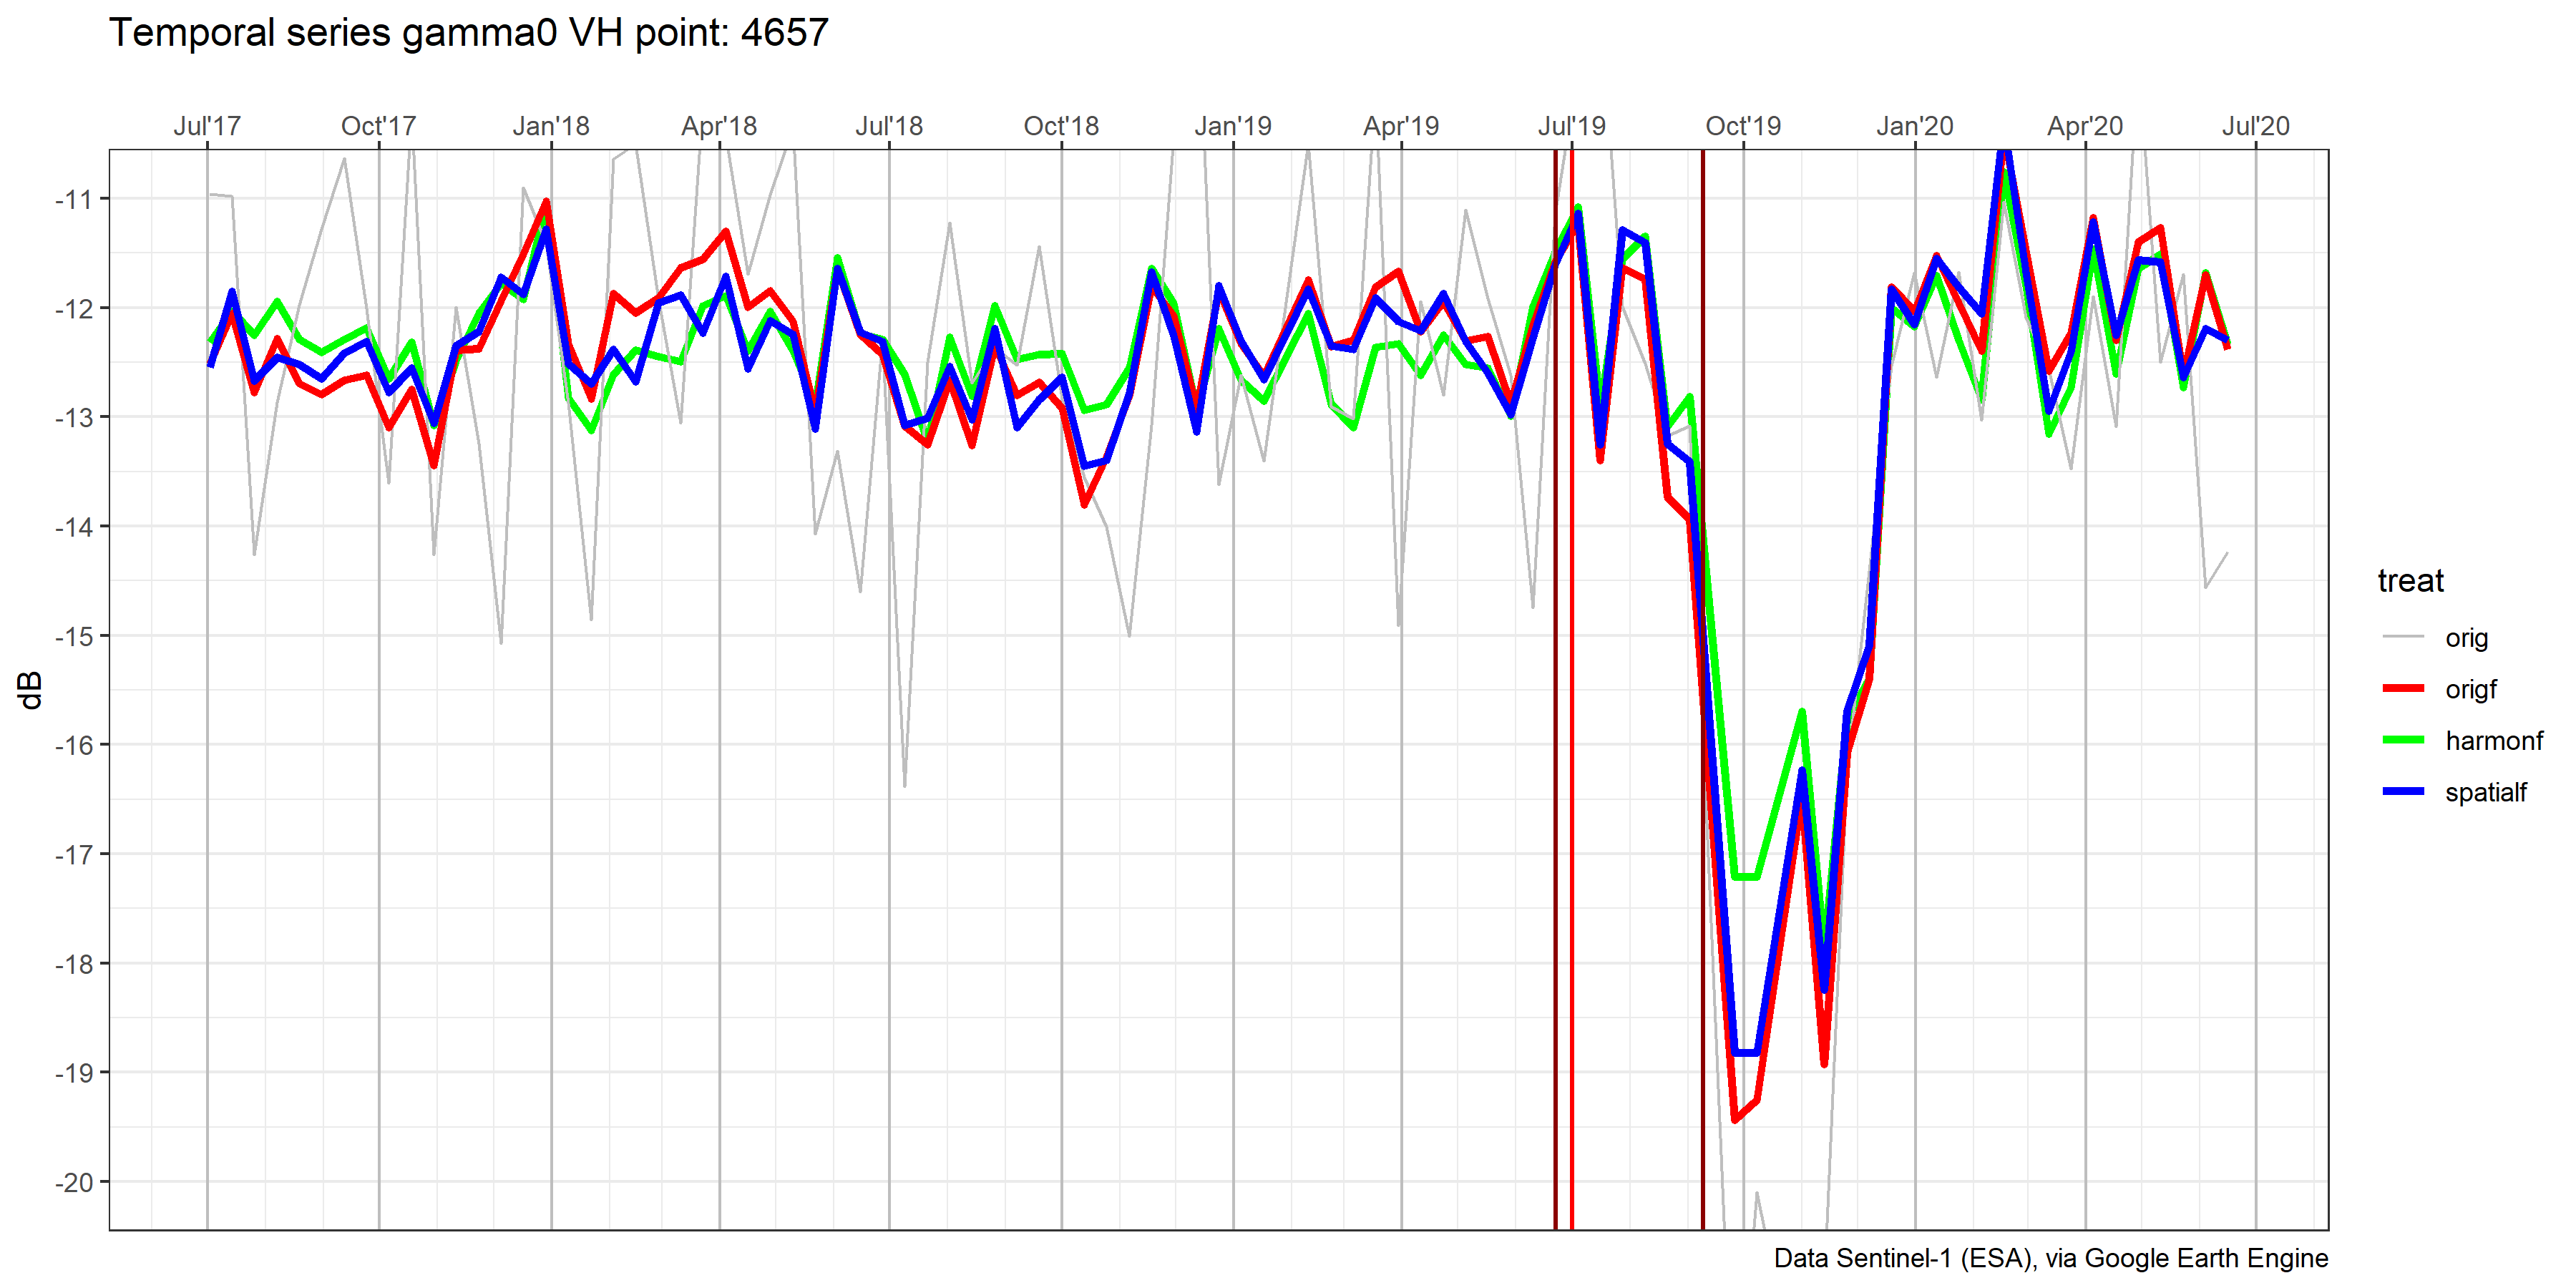 Temporal series gamma0 VH point: 4657
Jul'17 Oct'17 Jan'18 Apr'18 Jul'18 Oct'18 Jan'19 Apr'19 Jul'19 Oct'19 Jan'20 Apr'20 Jul'20
-11
-12
-13
-14
-15
-16
-17
-18
-19
-20
dB
treat
orig
origf
harmonf
spatialf
Data Sentinel-1 (ESA), via Google Earth Engine